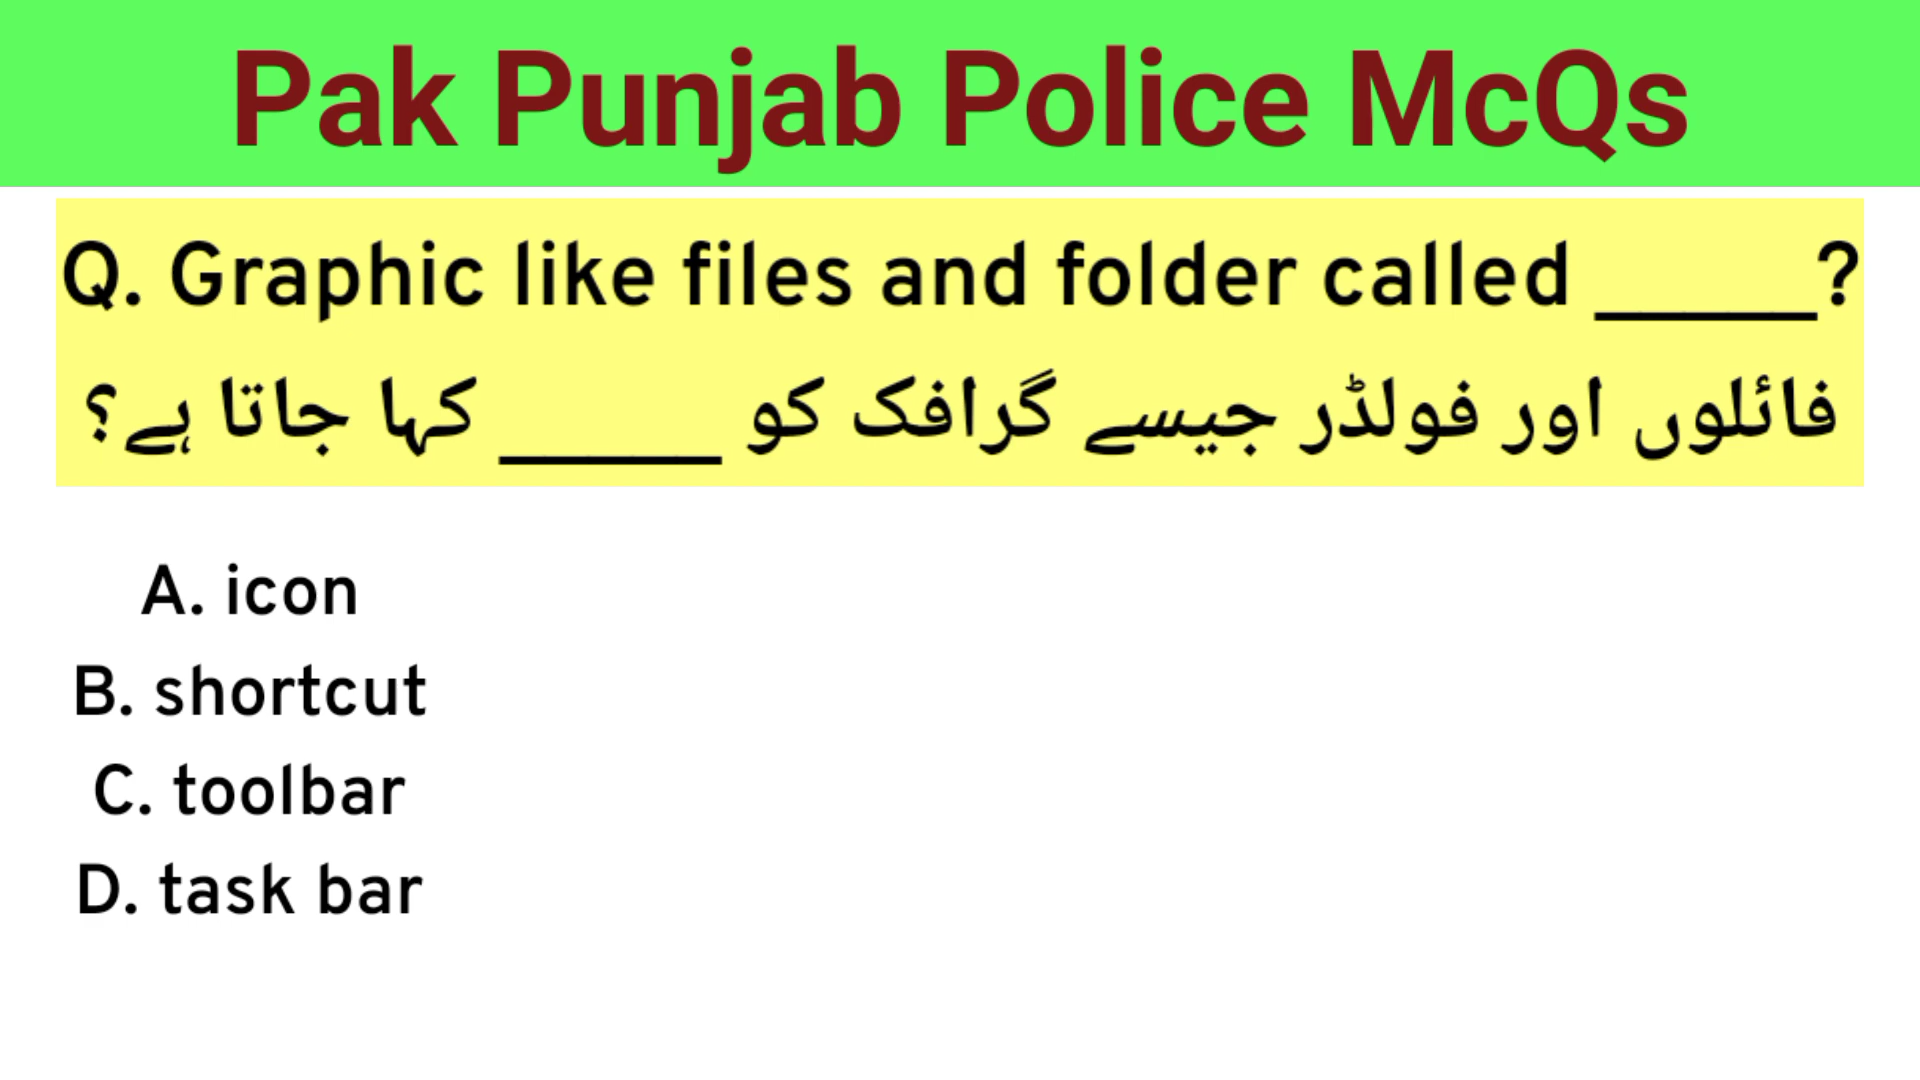 Pak Punjab Police McQs
Q. Graphic like files and folder called _____?
فائلوں اور فولڈر جیسے گرافک کو _____ کہا جاتا ہے؟
A. icon
B. shortcut
C. toolbar
D. task bar